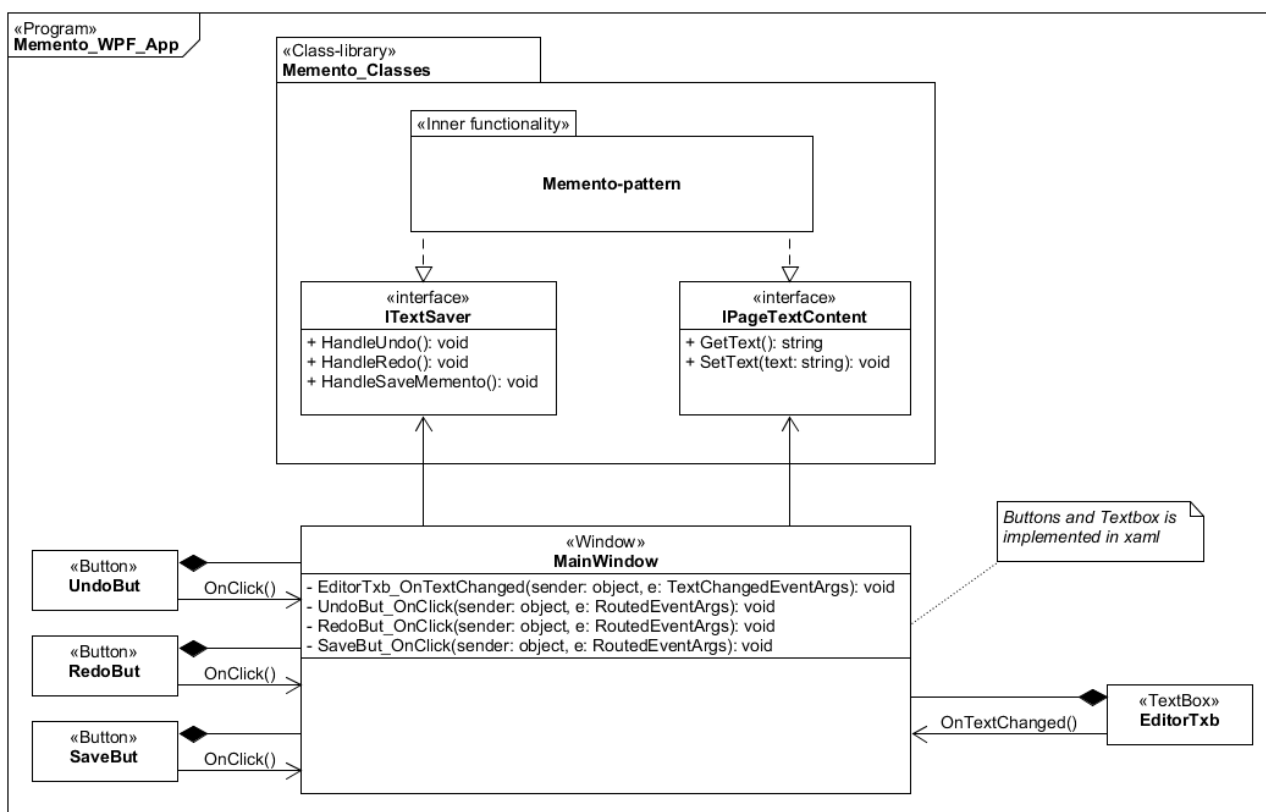 «Program»
Memento_WPF_App
«Class-library»
Memento_Classes
«Inner functionality»
Memento-pattern
«interface»
ITextSaver
+ HandleUndo(): void
+ HandleRedo(): void
+ HandleSaveMemento(): void
«interface»
IPageTextContent
+ GetText(): string
+ SetText(text: string): void
Buttons and Textbox is
implemented in xaml
«Window»
MainWindow
- EditorTxb_OnTextChanged(sender: object, e: TextChangedEventArgs): void
- UndoBut_OnClick(sender: object, e: RoutedEventArgs): void
- RedoBut_OnClick(sender: object, e: RoutedEventArgs): void
- SaveBut_OnClick(sender: object, e: RoutedEventArgs): void
«Button»
UndoBut
OnClick()
«Button»
RedoBut
OnClick()
«Button»
SaveBut
OnClick()
«TextBox»
EditorTxb
OnTextChanged()